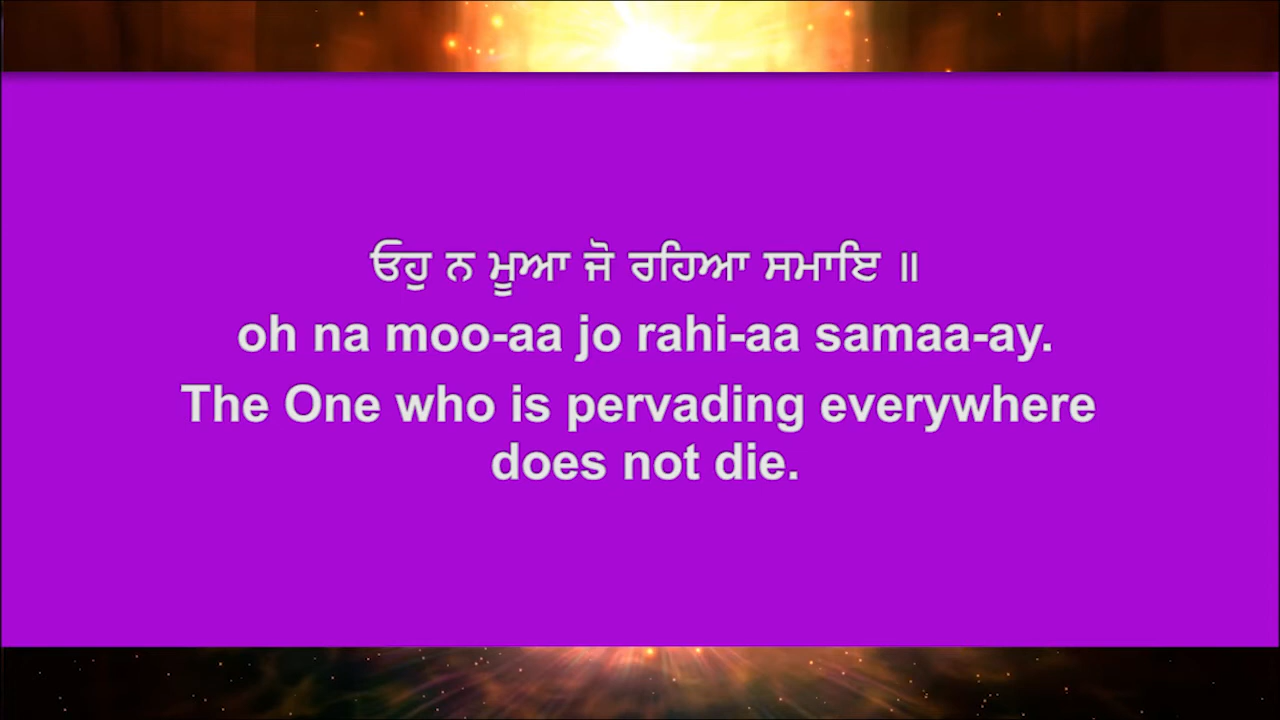 ਓਹੁ ਨ ਮੂਆ ਜੋ ਰਹਿਆ ਸਮਾਇ ॥
oh na moo-aa jo rahi-aa samaa-ay.
The One who is pervading everywhere
does not die.